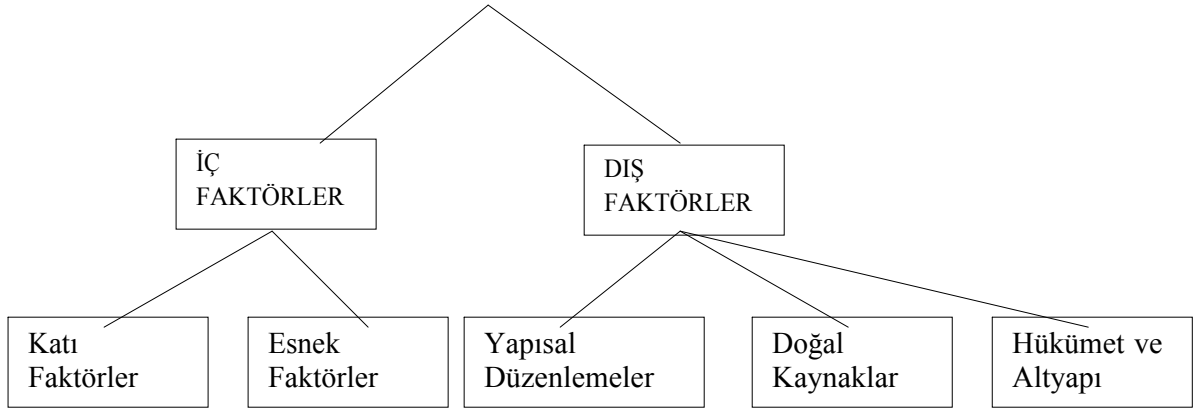 İÇ
FAKTÖRLER
DIŞ
FAKTÖRLER
Katı
Faktörler
Esnek
Faktörler
Yapısal
Düzenlemeler
Doğal
Kaynaklar
Hükümet ve
Altyapı